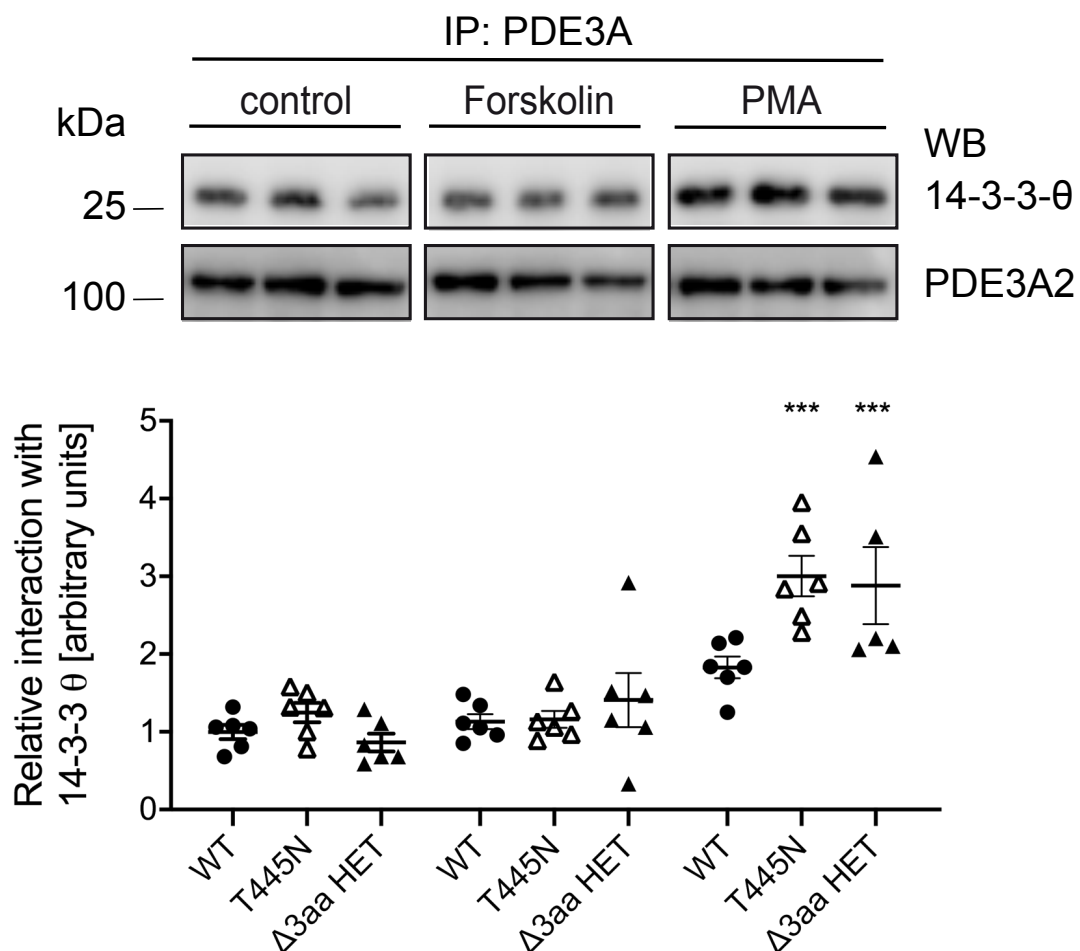 IP: PDE3A
control Forskolin PMA
kDa
WB
25
14-3-3-θ
100
PDE3A2
*** ***
Relative interaction with
14-3-3 θ [arbitrary units]
5
4
3
2
1
0
WT T445N Δ3aa HET WT T445N Δ3aa HET WT T445N Δ3aa HET